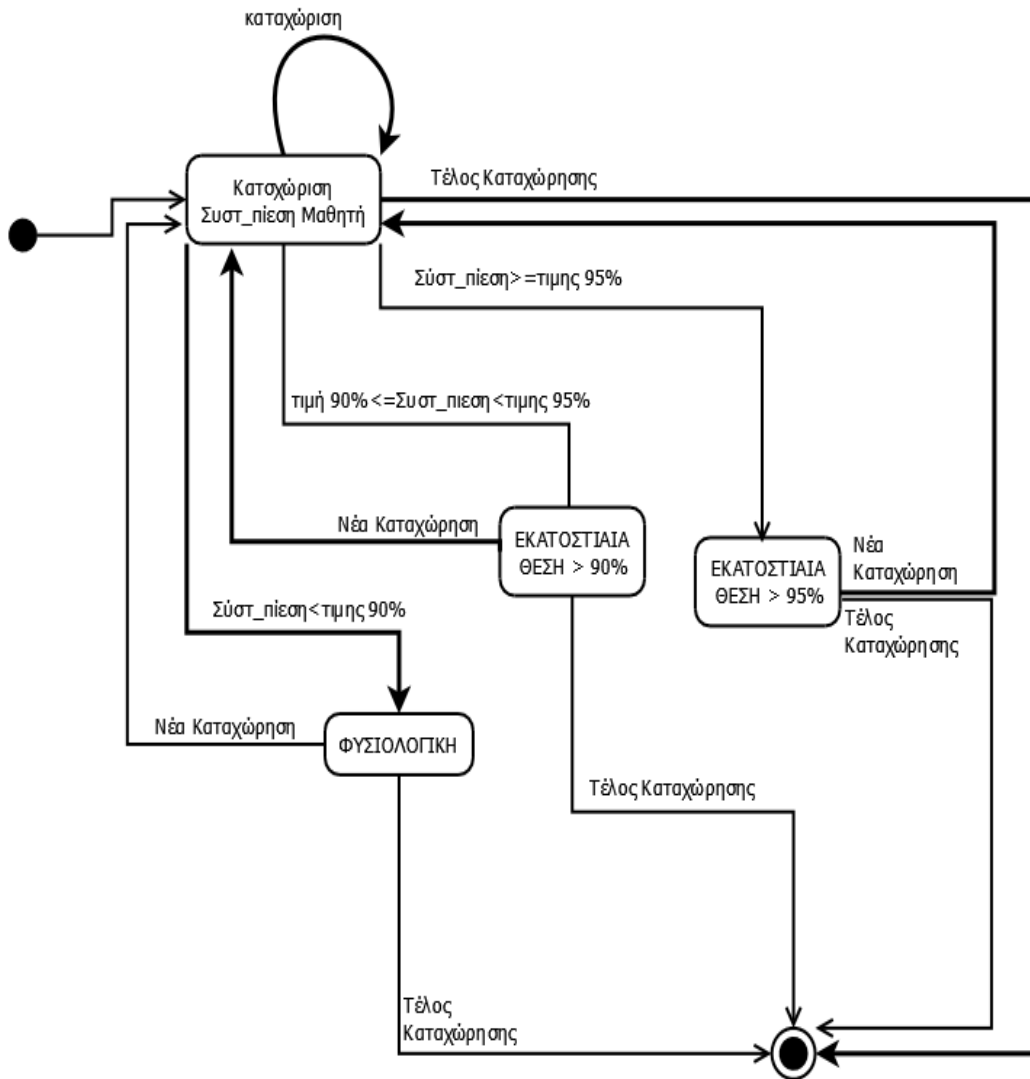 καταχώριση
Κατσχώριση
Συστ_πίεση Μαθητή
Τέλος Καταχώρησης
Σύστ_πίεση>=τιμης 95%
τιμή 90%<=Συστ_πιεση<τιμης 95%
Νέα Καταχώρηση
ΕΚΑΤΟΣΤΙΑΙΑ
ΘΕΣΗ > 90%
ΕΚΑΤΟΣΤΙΑΙΑ
ΘΕΣΗ > 95%
Νέα
Καταχώρηση
Τέλος
Καταχώρησης
Σύστ_πίεση<τιμης 90%
Νέα Καταχώρηση
ΦΥΣΙΟΛΟΓΙΚΗ
Τέλος Καταχώρησης
Τέλος
Καταχώρησης